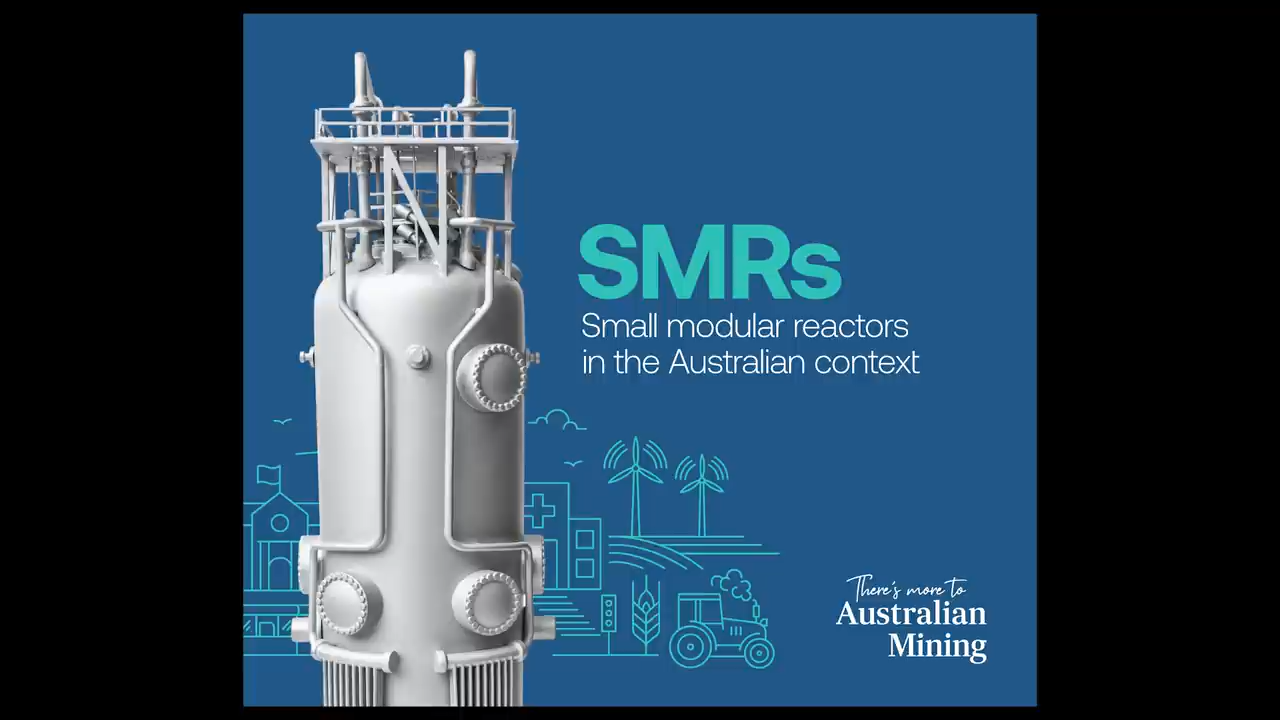 SMRs
Small modular reactors
in the Australian context
There's more to
Australian
Mining